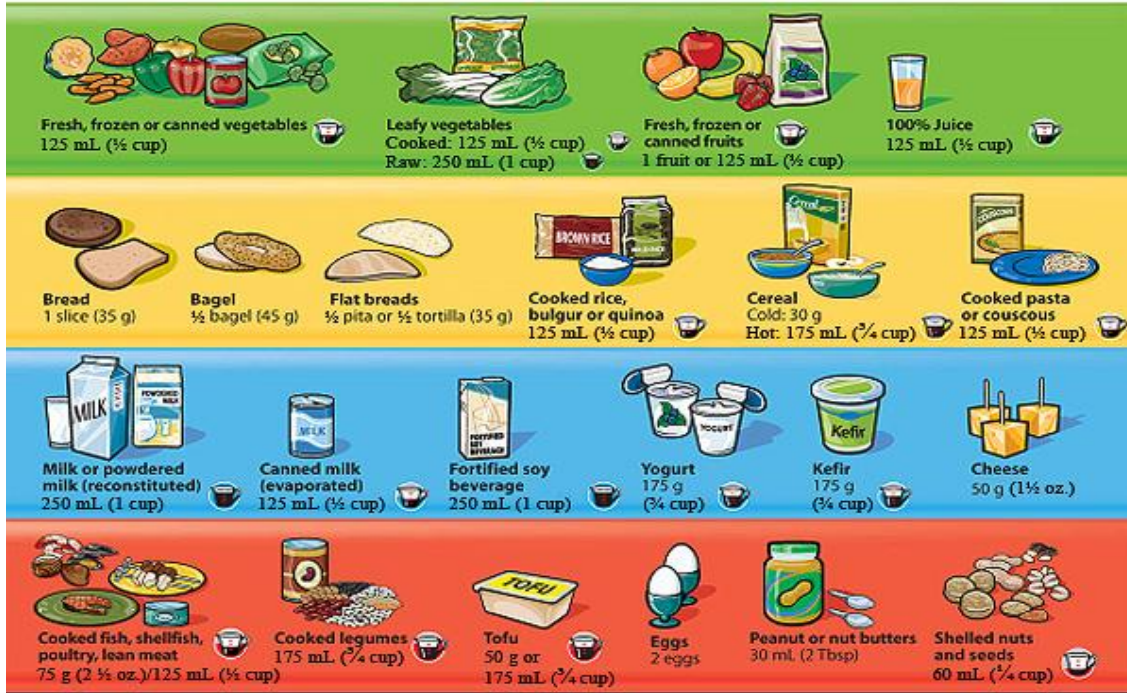 Fresh, frozen or canned vegetables
125 mL (½ cup)
Leafy vegetables
Cooked: 125 mL (½ cup)
Raw: 250 mL (1 cup)
Fresh, frozen or
canned fruits
1 fruit or 125 mL (½ cup)
100% Juice
125 mL (½ cup)
BROWN RICE
Cereal
COUSCOUS
Bread
1 slice (35 g)
Bagel
½ bagel (45 g)
Flat breads
½ pita or ½ tortilla (35 g)
Cooked rice,
bulgur or quinoa
125 mL (½ cup)
Cereal
Cold: 30 g
Hot: 175 mL (¾ cup)
Cooked pasta
or couscous
125 mL (½ cup)
MILK
POWDERED
MILK
MILK
FORTIFIED
SOY
BEVERAGE
YOGURT
Kefir
Milk or powdered
milk (reconstituted)
250 mL (1 cup)
Canned milk
(evaporated)
125 mL (½ cup)
Fortified soy
beverage
250 mL (1 cup)
Yogurt
175 g
(¾ cup)
Kefir
175 g
(¾ cup)
Cheese
50 g (1½ oz.)
TOFU
Cooked fish, shellfish,
poultry, lean meat
75 g (2 ½ oz.)/125 mL (½ cup)
Cooked legumes
175 mL (¾ cup)
Tofu
50 g or
175 mL (¾ cup)
Eggs
2 eggs
Peanut or nut butters
30 mL (2 Tbsp)
Shelled nuts
and seeds
60 mL (¼ cup)